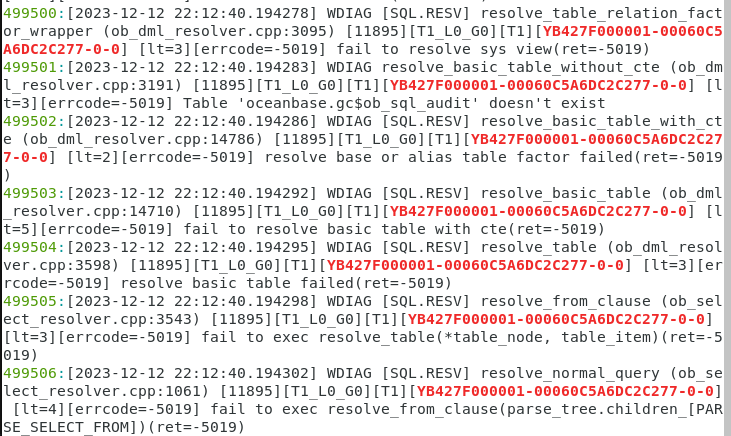 499500:[2023-12-12 22:12:40.194278] WDIAG [SQL.RESV] resolve_table_relation_fact
or_wrapper (ob_dml_resolver.cpp:3095) [11895][T1_L0_G0][T1][YB427F000001-00060C5
A6DC2C277-0-0] [lt=3][errcode=-5019] fail to resolve sys view(ret=-5019)
499501:[2023-12-12 22:12:40.194283] WDIAG resolve_basic_table_without_cte (ob_dm
l_resolver.cpp:3191) [11895][T1_L0_G0][T1][YB427F000001-00060C5A6DC2C277-0-0] [l
t=3][errcode=-5019] Table 'oceanbase.gc$ob_sql_audit' doesn't exist
499502:[2023-12-12 22:12:40.194286] WDIAG [SQL.RESV] resolve_basic_table_with_ct
e (ob_dml_resolver.cpp:14786) [11895][T1_L0_G0][T1][YB427F000001-00060C5A6DC2C27
7-0-0] [lt=2][errcode=-5019] resolve base or alias table factor failed(ret=-5019
)
499503:[2023-12-12 22:12:40.194292] WDIAG [SQL.RESV] resolve_basic_table (ob_dml
_resolver.cpp:14710) [11895][T1_L0_G0][T1][YB427F000001-00060C5A6DC2C277-0-0] [l
t=5][errcode=-5019] fail to resolve basic table with cte(ret=-5019)
499504:[2023-12-12 22:12:40.194295] WDIAG [SQL.RESV] resolve_table (ob_dml_resol
ver.cpp:3598) [11895][T1_L0_G0][T1][YB427F000001-00060C5A6DC2C277-0-0] [lt=3][er
rcode=-5019] resolve basic table failed(ret=-5019)
499505:[2023-12-12 22:12:40.194298] WDIAG [SQL.RESV] resolve_from_clause (ob_sel
ect_resolver.cpp:3543) [11895][T1_L0_G0][T1][YB427F000001-00060C5A6DC2C277-0-0]
[lt=3][errcode=-5019] fail to exec resolve_table(*table_node, table_item)(ret=-5
019)
499506:[2023-12-12 22:12:40.194302] WDIAG [SQL.RESV] resolve_normal_query (ob_se
lect_resolver.cpp:1061) [11895][T1_L0_G0][T1][YB427F000001-00060C5A6DC2C277-0-0]
[lt=4][errcode=-5019] fail to exec resolve_from_clause(parse_tree.children_[PAR
SE_SELECT_FROM])(ret=-5019)